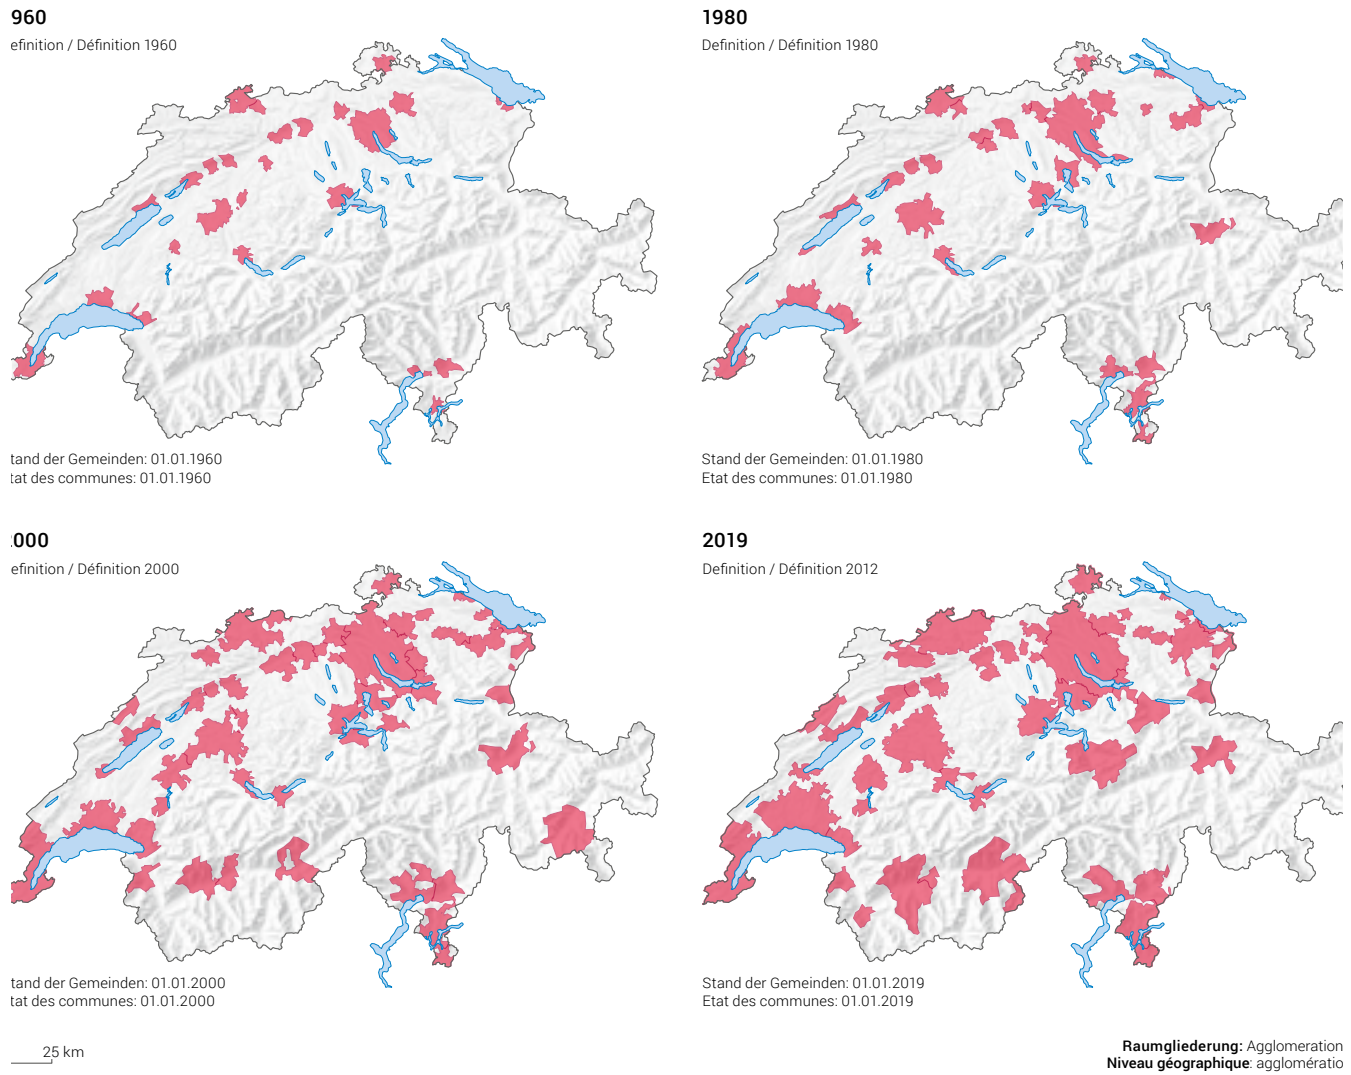 960
efinition / Définition 1960
tand der Gemeinden: 01.01.1960
tat des communes: 01.01.1960
1980
Definition / Définition 1980
Stand der Gemeinden: 01.01.1980
Etat des communes: 01.01.1980
000
efinition / Définition 2000
tand der Gemeinden: 01.01.2000
tat des communes: 01.01.2000
2019
Definition / Définition 2012
Stand der Gemeinden: 01.01.2019
Etat des communes: 01.01.2019
25 km
Raumgliederung: Agglomeration
Niveau géographique: agglomératio